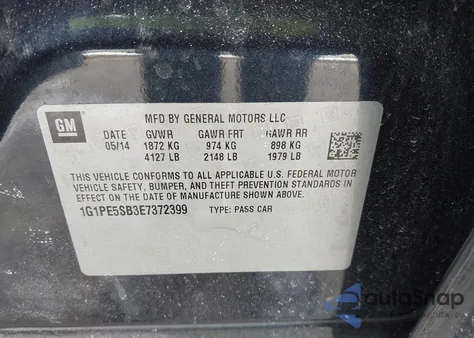 GM
MFD BY GENERAL MOTORS LLC
DATE GVWR GAWR FRT GAWR RR
05/14 1872 KG 974 KG 898 KG
4127 LB 2148 LB 1979 LB
THIS VEHICLE CONFORMS TO ALL APPLICABLE U.S. FEDERAL MOTOR
VEHICLE SAFETY, BUMPER, AND THEFT PREVENTION STANDARDS IN
EFFECT ON THE DATE OF MANUFACTURE SHOWN ABOVE.
1G1PE5SB3E7372399 TYPE: PASS CAR
autoSnap